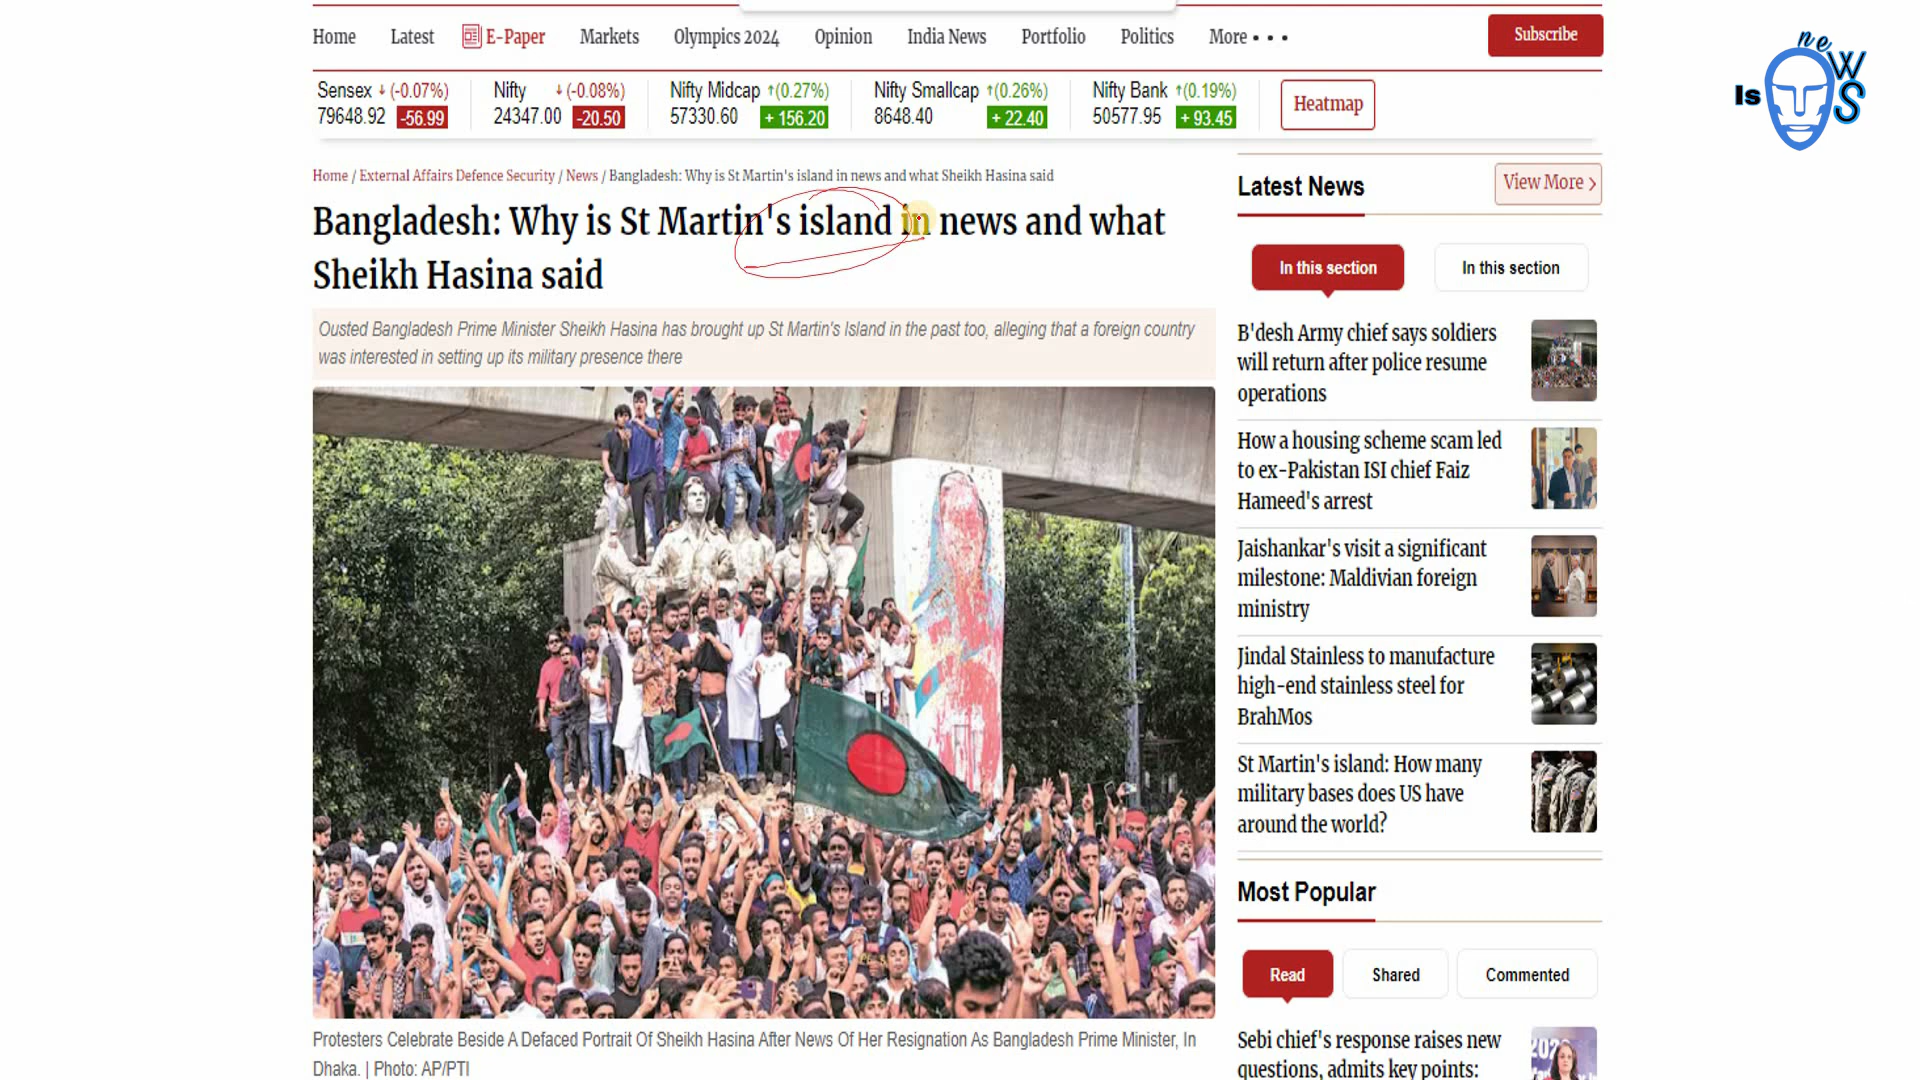 Home Latest E-Paper Markets Olympics 2024 Opinion India News Portfolio Politics More • • • Subscribe
Is neWS
Sensex ↓ (-0.07%) Nifty ↓ (-0.08%) Nifty Midcap ↑ (0.27%) Nifty Smallcap ↑ (0.26%) Nifty Bank ↑ (0.19%) Heatmap
79648.92 -56.99 24347.00 -20.50 57330.60 + 156.20 8648.40 + 22.40 50577.95 + 93.45
Home / External Affairs Defence Security / News / Bangladesh: Why is St Martin's island in news and what Sheikh Hasina said
Bangladesh: Why is St Martin's island in news and what
Sheikh Hasina said
Ousted Bangladesh Prime Minister Sheikh Hasina has brought up St Martin's Island in the past too, alleging that a foreign country
was interested in setting up its military presence there
Protesters Celebrate Beside A Defaced Portrait Of Sheikh Hasina After News Of Her Resignation As Bangladesh Prime Minister, In
Dhaka. | Photo: AP/PTI
Latest News View More >
In this section In this section
B'desh Army chief says soldiers
will return after police resume
operations
How a housing scheme scam led
to ex-Pakistan ISI chief Faiz
Hameed's arrest
Jaishankar's visit a significant
milestone: Maldivian foreign
ministry
Jindal Stainless to manufacture
high-end stainless steel for
BrahMos
St Martin's island: How many
military bases does US have
around the world?
Most Popular
Read Shared Commented
Sebi chief's response raises new
questions, admits key points: